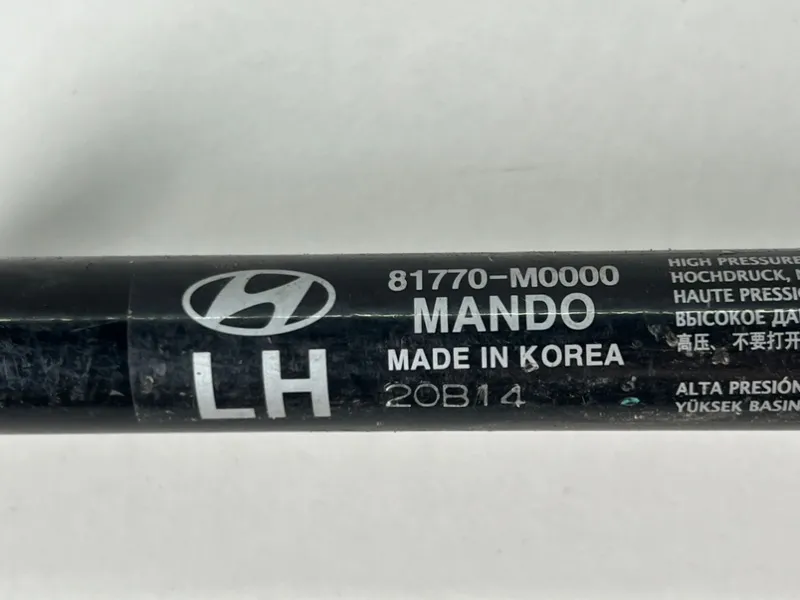 LH
81770-M0000
MANDO
MADE IN KOREA
20B14
HIGH PRESSURE
HOCHDRUCK,
HAUTE PRESSIO
ВЫСОКОЕ ДА
高压、不要打开
ALTA PRESIÓN
YÜKSEK BASIN